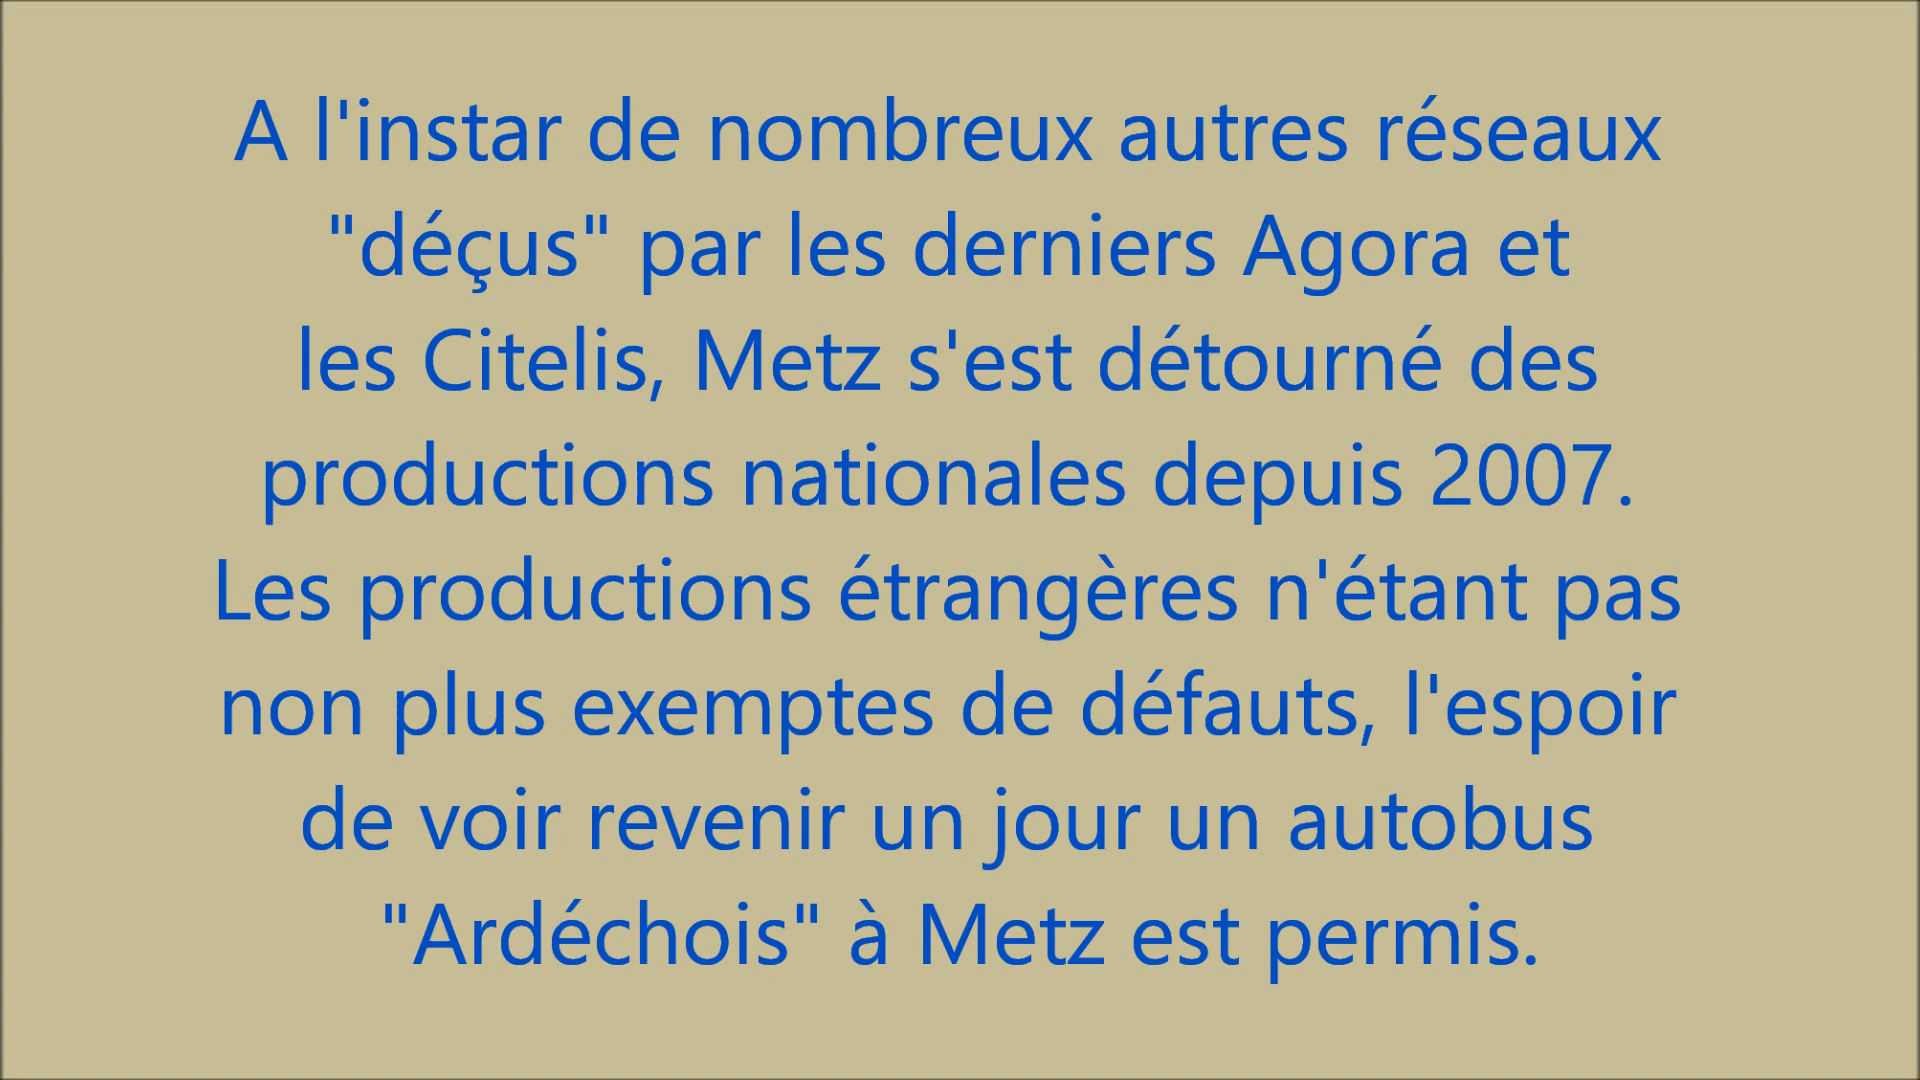 A l'instar de nombreux autres réseaux
"déçus" par les derniers Agora et
les Citelis, Metz s'est détourné des
productions nationales depuis 2007.
Les productions étrangères n'étant pas
non plus exemptes de défauts, l'espoir
de voir revenir un jour un autobus
"Ardéchois" à Metz est permis.